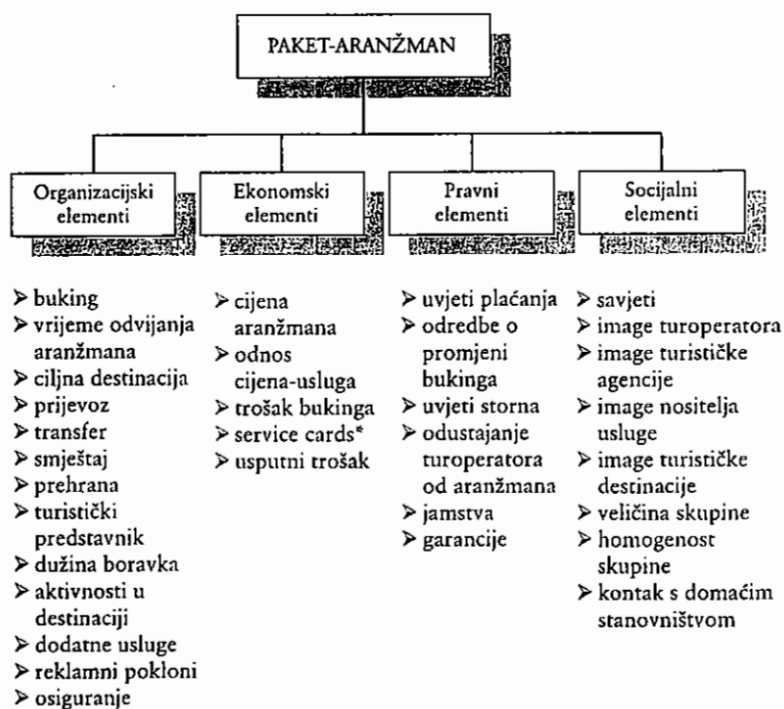 PAKET-ARANŽMAN
Organizacijski
elementi
Ekonomski
elementi
Pravni
elementi
Socijalni
elementi
➢ buking
➢ vrijeme odvijanja
aranžmana
➢ ciljna destinacija
➢ prijevoz
➢ transfer
➢ smještaj
➢ prehrana
➢ turistički
predstavnik
➢ dužina boravka
➢ aktivnosti u
destinaciji
➢ dodatne usluge
➢ reklamni pokloni
➢ osiguranje
➢ cijena
aranžmana
➢ odnos
cijena-usluga
➢ trošak bukinga
➢ service cards*
➢ usputni trošak
➢ uvjeti plaćanja
➢ odredbe o
promjeni
bukinga
➢ uvjeti storna
➢ odustajanje
turoperatora
od aranžmana
➢ jamstva
➢ garancije
➢ savjeti
➢ image turoperatora
➢ image turističke
agencije
➢ image nositelja
usluge
➢ image turističke
destinacije
➢ veličina skupine
➢ homogenost
skupine
➢ kontak s domaćim
stanovništvom